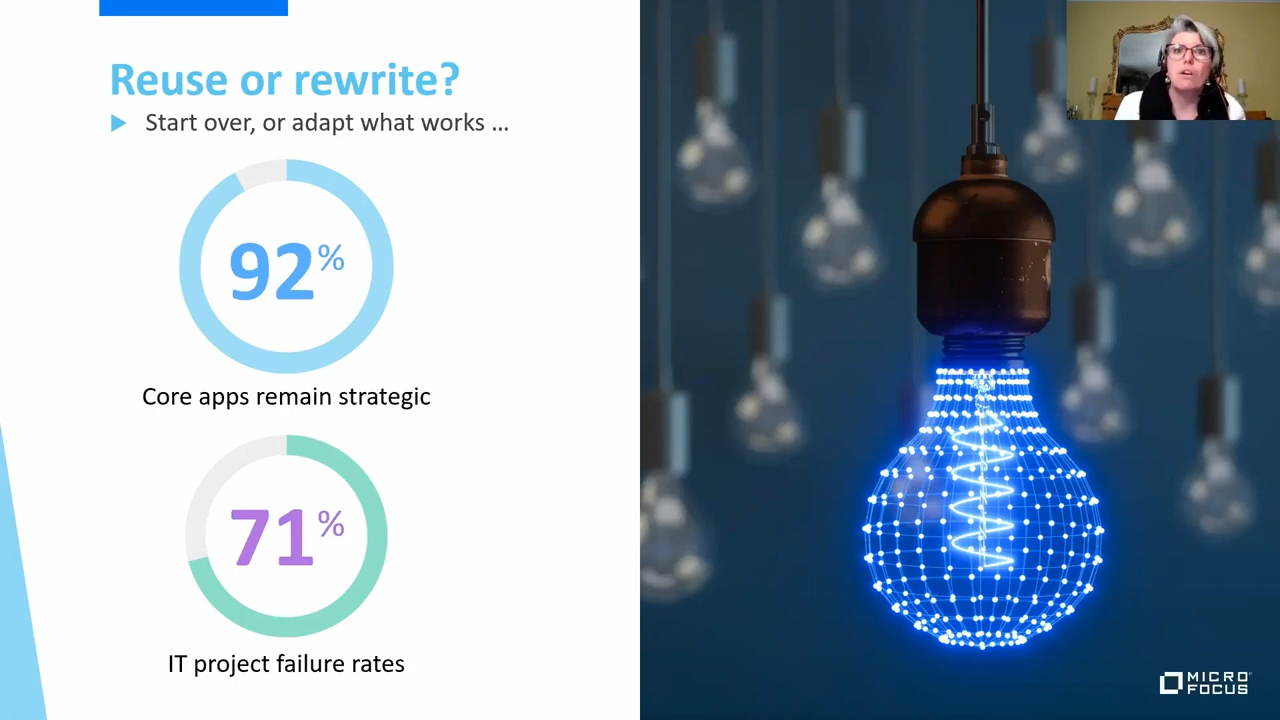 Reuse or rewrite?
Start over, or adapt what works ...
92%
Core apps remain strategic
71%
IT project failure rates
MICRO
FOCUS